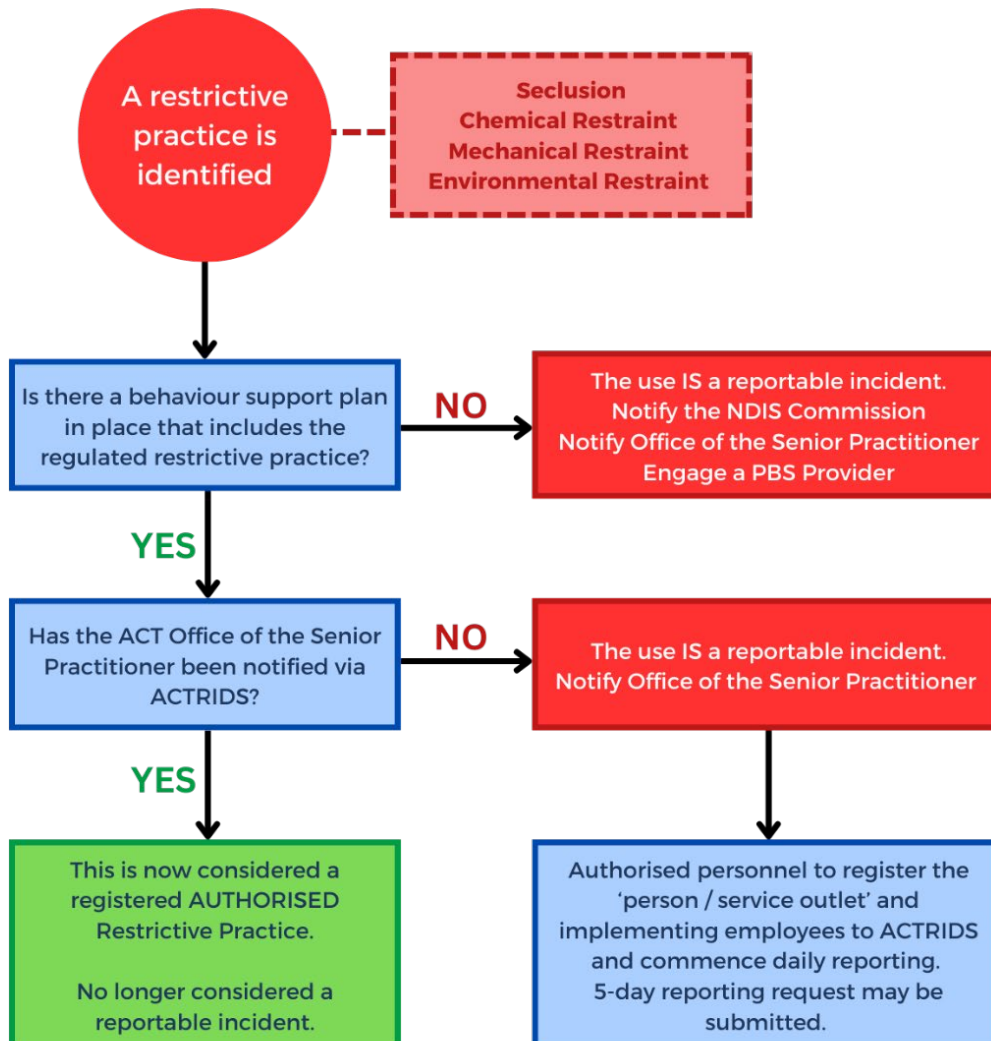 A restrictive
practice is
identified
Seclusion
Chemical Restraint
Mechanical Restraint
Environmental Restraint
Is there a behaviour support plan
in place that includes the
regulated restrictive practice?
NO
The use IS a reportable incident.
Notify the NDIS Commission
Notify Office of the Senior Practitioner
Engage a PBS Provider
YES
Has the ACT Office of the Senior
Practitioner been notified via
ACTRIDS?
NO
The use IS a reportable incident.
Notify Office of the Senior Practitioner
YES
This is now considered a
registered AUTHORISED
Restrictive Practice.
No longer considered a
reportable incident.
Authorised personnel to register the
‘person / service outlet’ and
implementing employees to ACTRIDS
and commence daily reporting.
5-day reporting request may be
submitted.